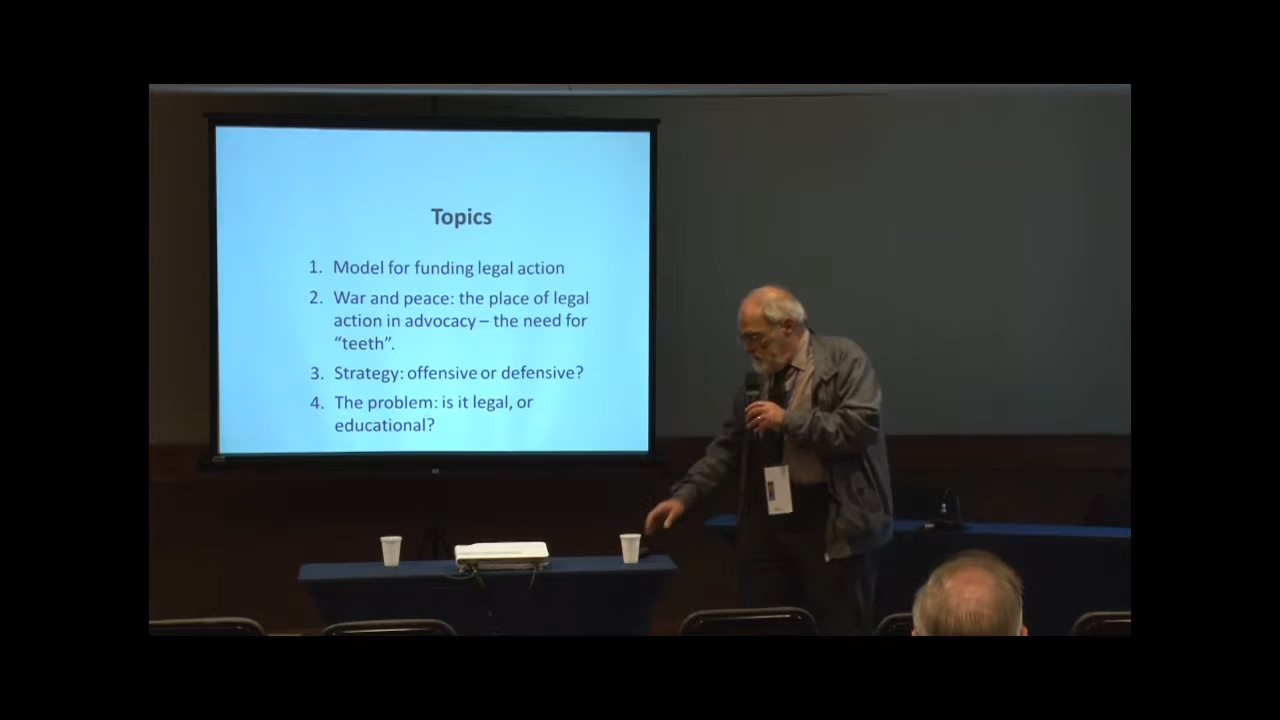 Topics
1. Model for funding legal action
2. War and peace: the place of legal
action in advocacy – the need for
“teeth”.
3. Strategy: offensive or defensive?
4. The problem: is it legal, or
educational?